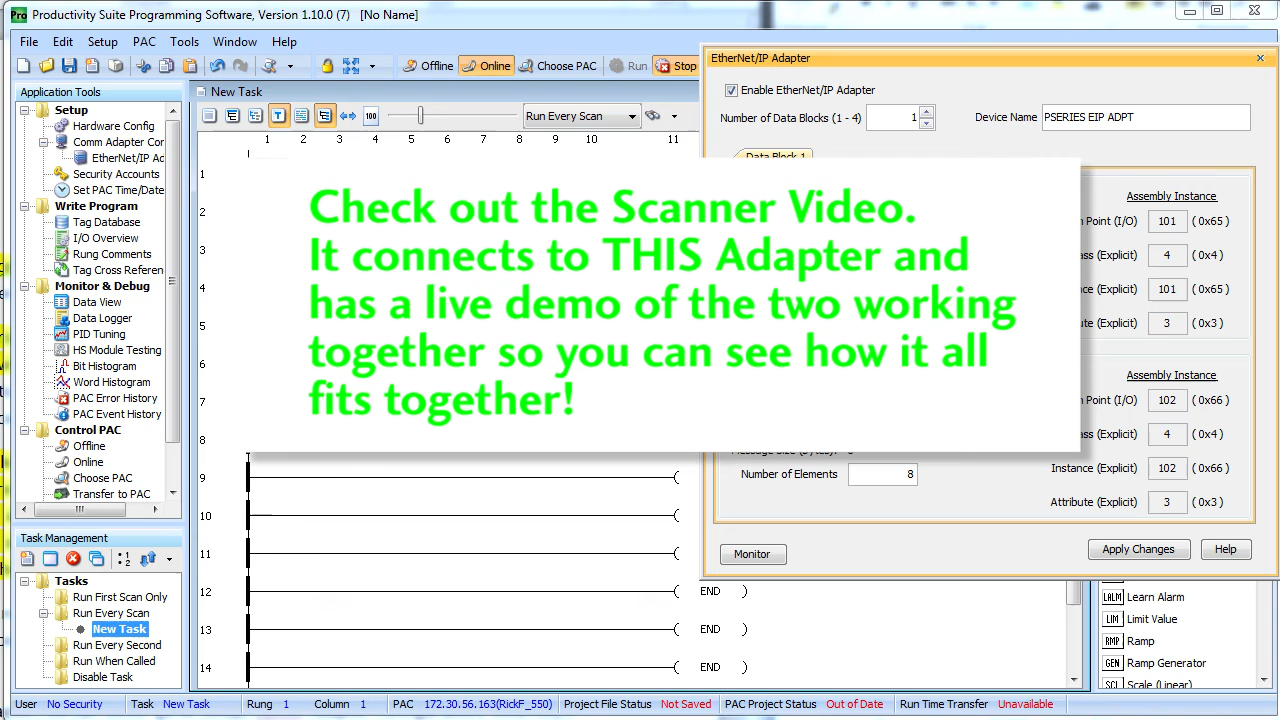 Pro Productivity Suite Programming Software, Version 1.10.0 (7) [No Name]
File Edit Setup PAC Tools Window Help
Offline Online Choose PAC Run Stop
Application Tools
Setup
Hardware Config
Comm Adapter Cor
EtherNet/IP Ad
Security Accounts
Set PAC Time/Date
Write Program
Tag Database
I/O Overview
Rung Comments
Tag Cross Referen
Monitor & Debug
Data View
Data Logger
PID Tuning
HS Module Testing
Bit Histogram
Word Histogram
PAC Error History
PAC Event History
Control PAC
Offline
Online
Choose PAC
Transfer to PAC
Task Management
Tasks
Run First Scan Only
Run Every Scan
New Task
Run Every Second
Run When Called
Disable Task
New Task
T 100 Run Every Scan
1 2 3 4 5 6 7 8 9 10 11
1
2
3
4
5
6
7
8
9
10
11
12 END
13 END
14 END
EtherNet/IP Adapter
Enable EtherNet/IP Adapter
Number of Data Blocks (1 - 4) 1 Device Name PSERIES EIP ADPT
Data Block 1
Check out the Scanner Video.
It connects to THIS Adapter and
has a live demo of the two working
together so you can see how it all
fits together!
Assembly Instance
n Point (I/O) 101 ( 0x65 )
ass (Explicit) 4 ( 0x4 )
nce (Explicit) 101 ( 0x65 )
ute (Explicit) 3 ( 0x3 )
Assembly Instance
n Point (I/O) 102 ( 0x66 )
ass (Explicit) 4 ( 0x4 )
Number of Elements 8
Instance (Explicit) 102 ( 0x66 )
Attribute (Explicit) 3 ( 0x3 )
Monitor Apply Changes Help
LALM Learn Alarm
LIM Limit Value
RMP Ramp
GEN Ramp Generator
SCL Scale (Linear)
User No Security Task New Task Rung 1 Column 1 PAC 172.30.56.163(RickF_550) Project File Status Not Saved PAC Project Status Out of Date Run Time Transfer Unavailable